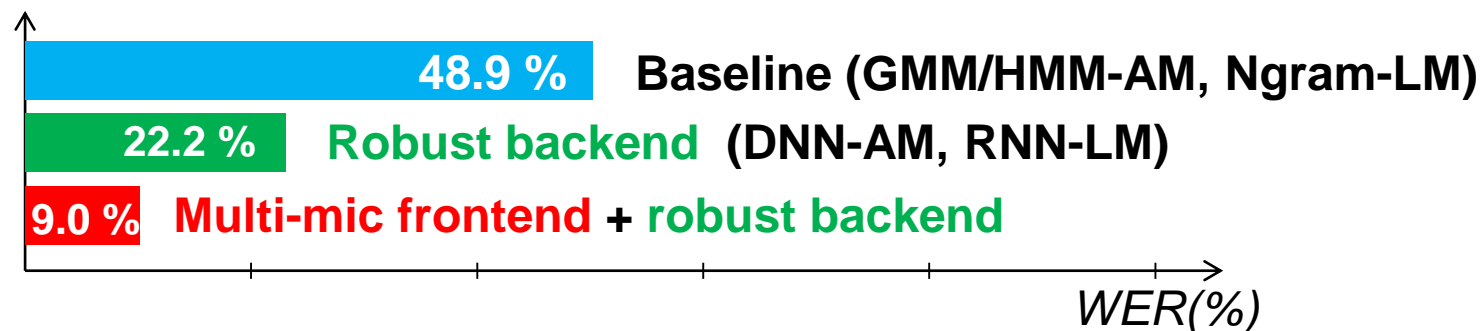 48.9 % Baseline (GMM/HMM-AM, Ngram-LM)
22.2 % Robust backend (DNN-AM, RNN-LM)
9.0 % Multi-mic frontend + robust backend
WER(%)